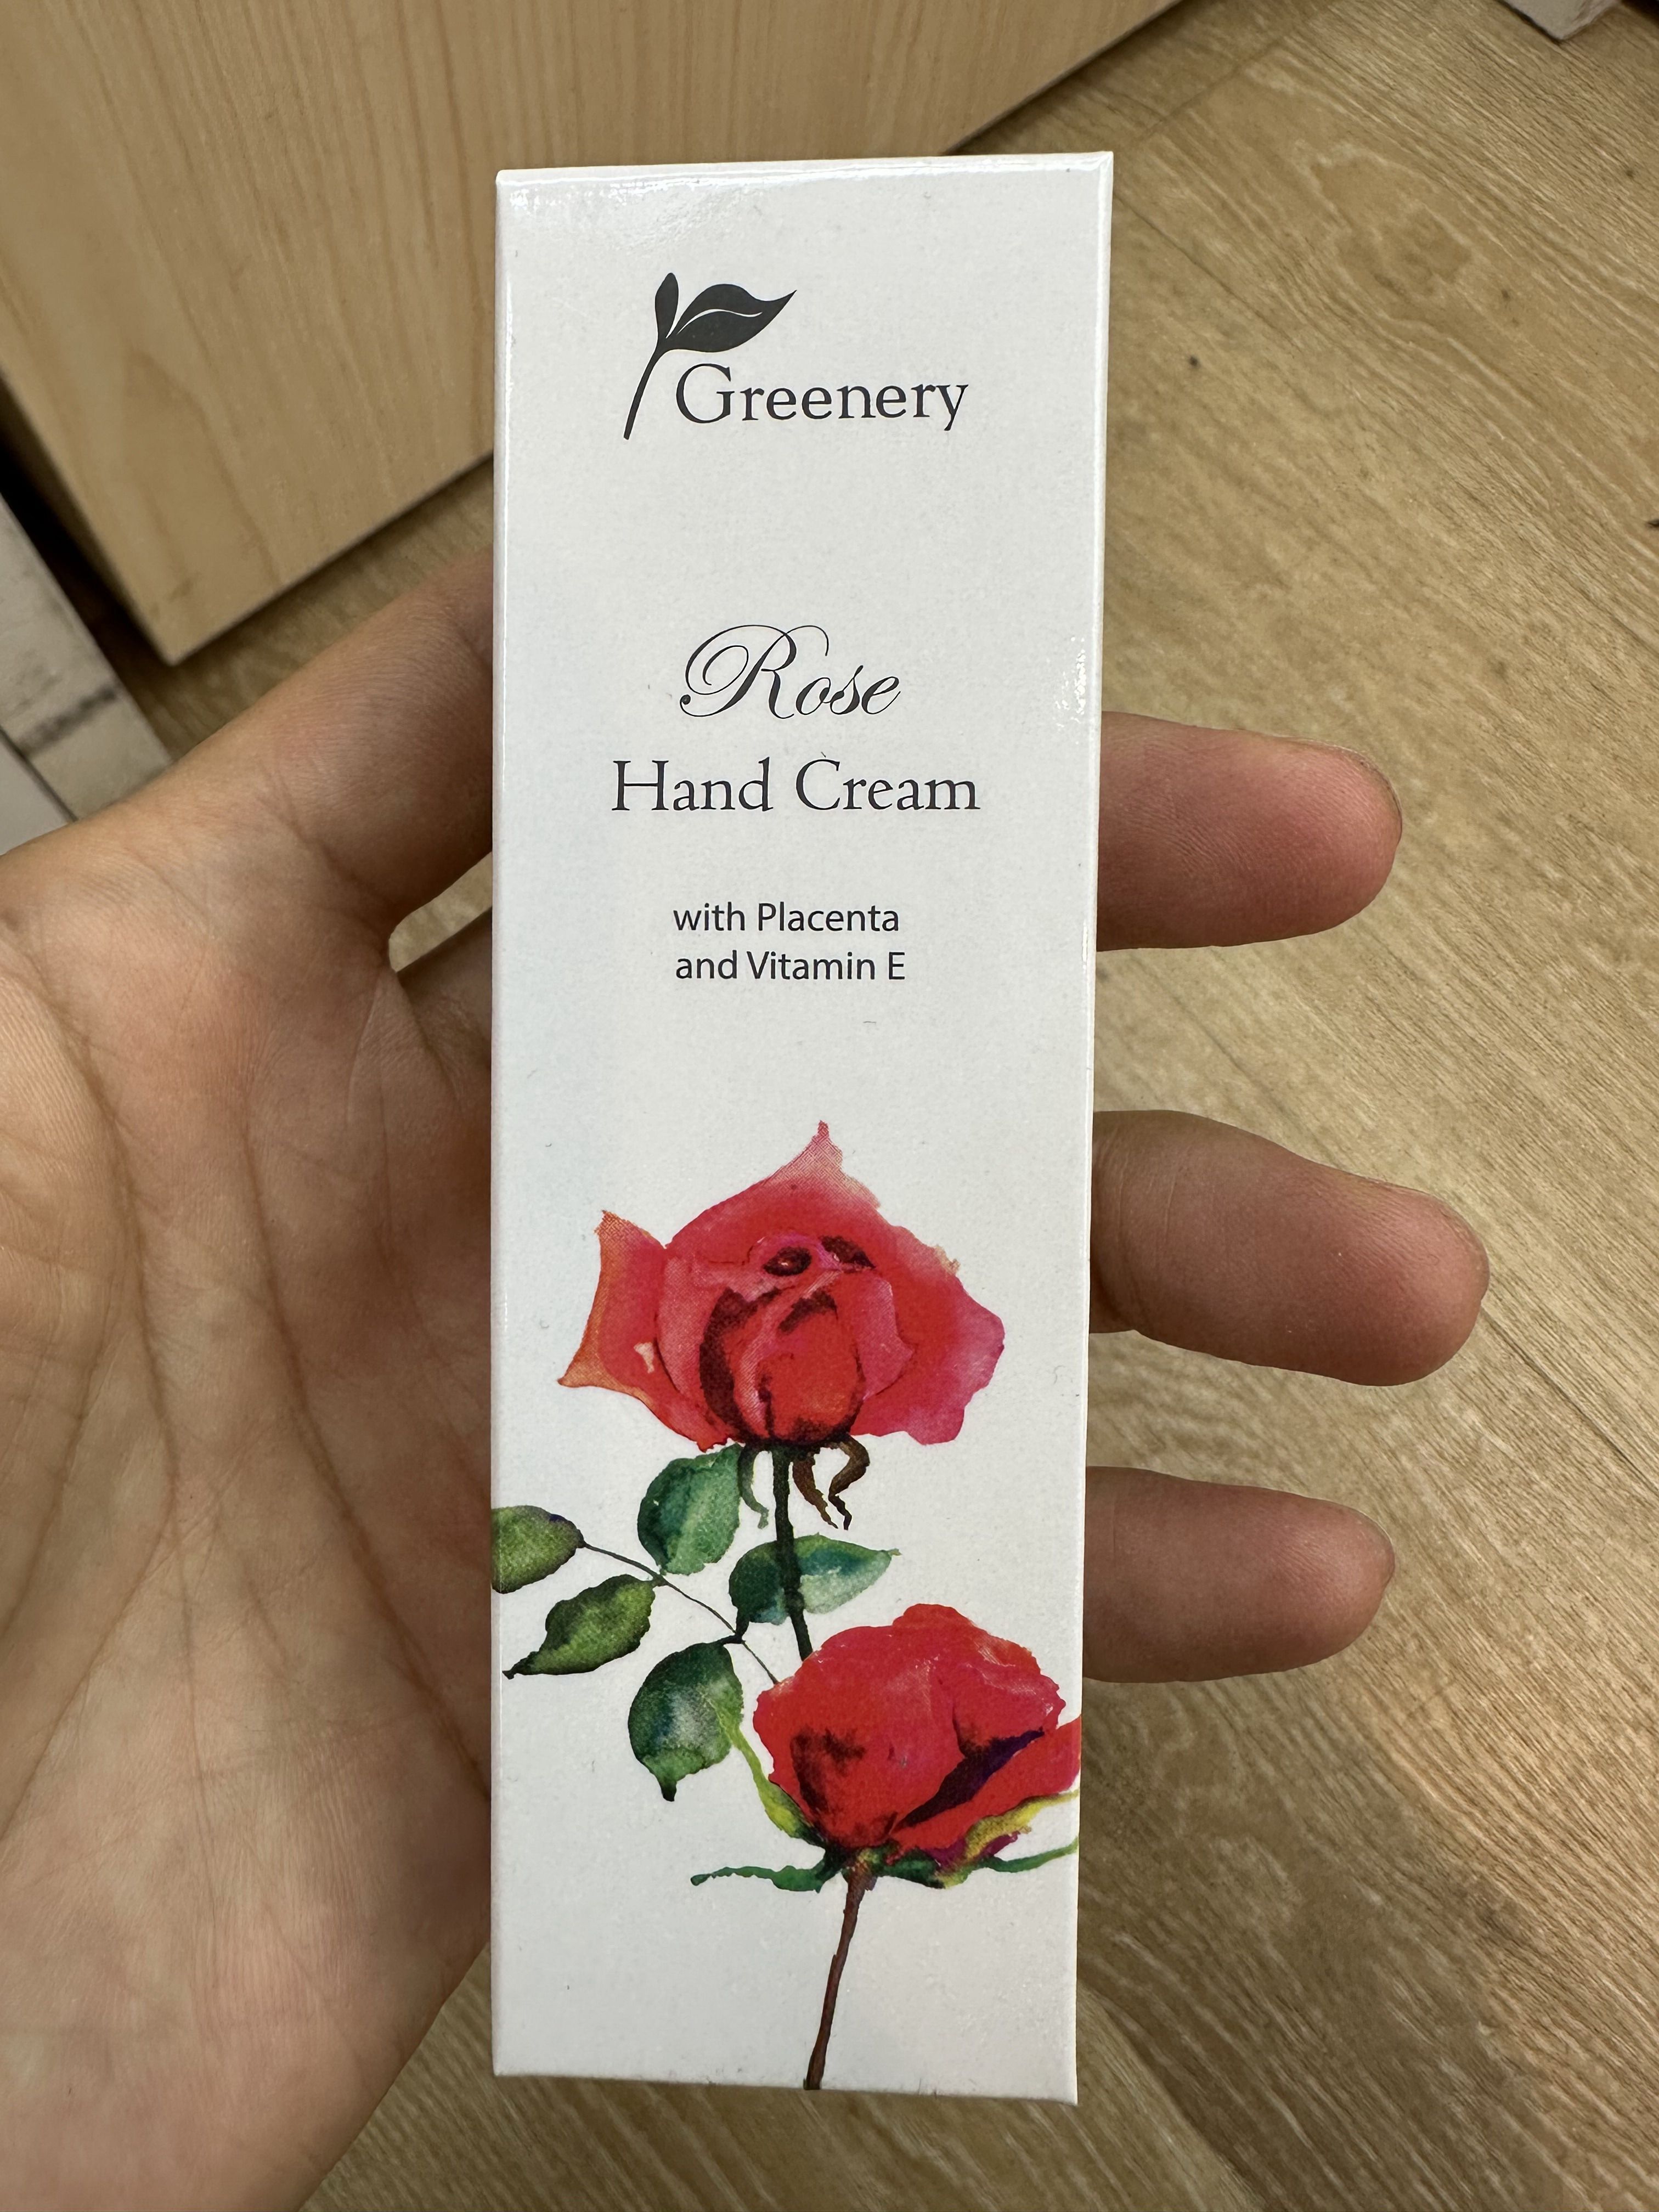 Greenery
Rose
Hand Cream
with Placenta
and Vitamin E